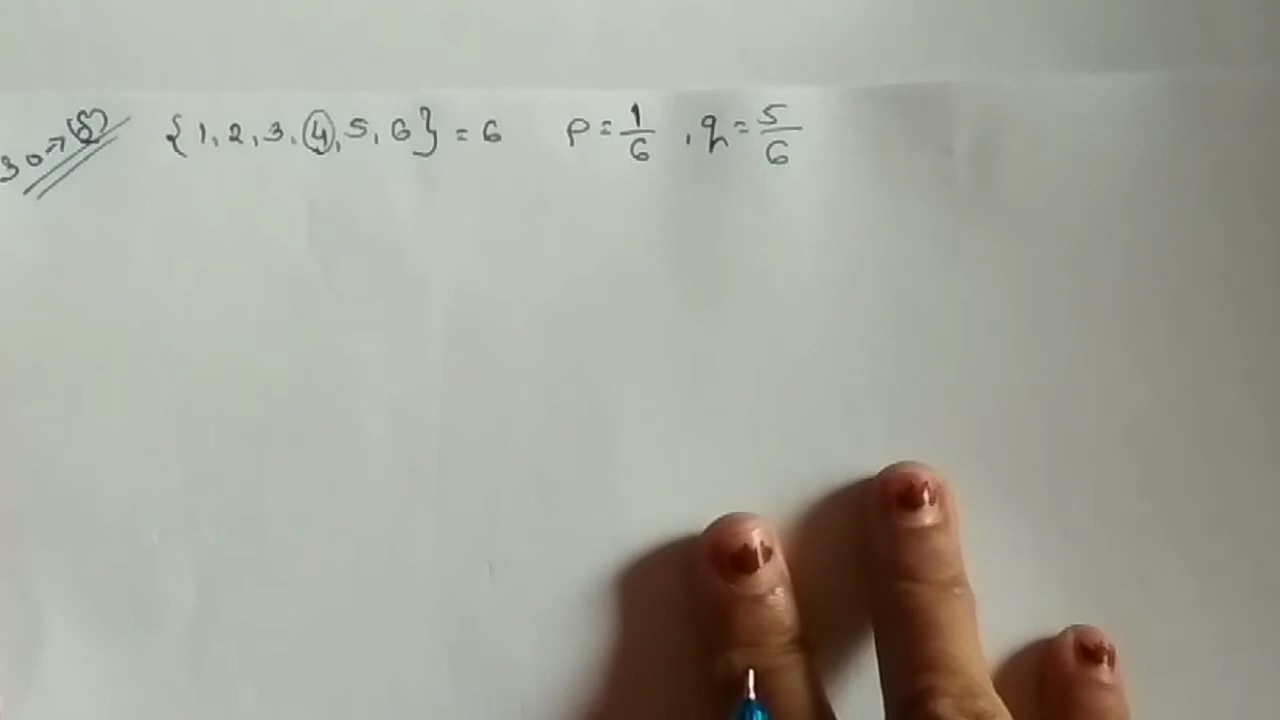 30→(5) {1, 2, 3, 4, 5, 6} = 6 p = 1/6 , q = 5/6